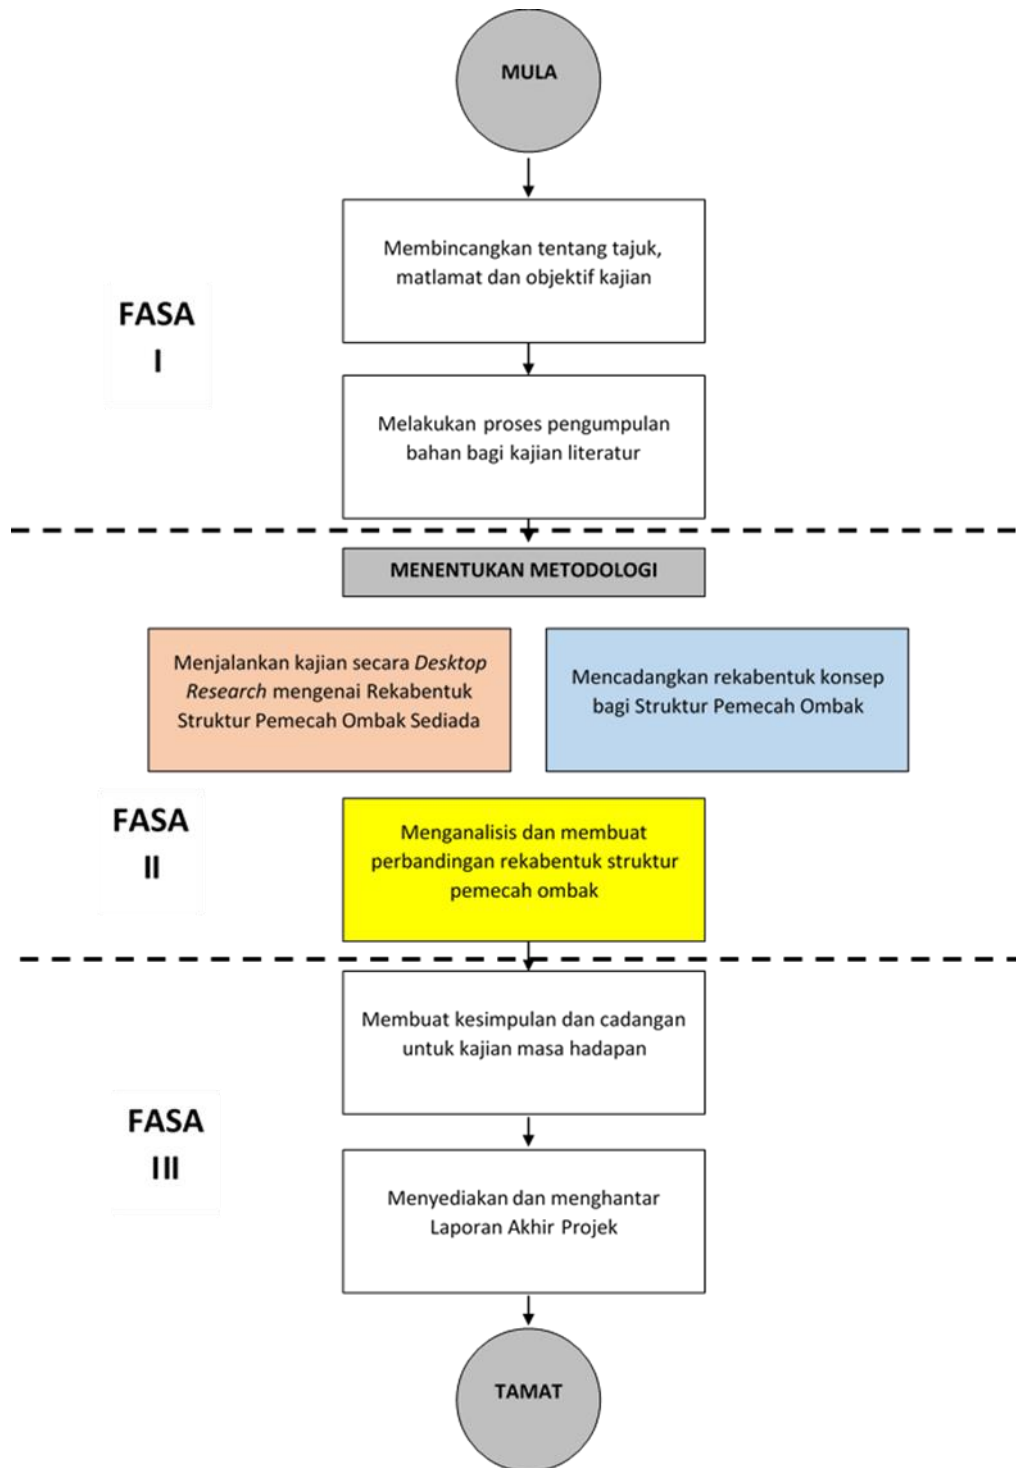 MULA
Membincangkan tentang tajuk,
matlamat dan objektif kajian
FASA
I
Melakukan proses pengumpulan
bahan bagi kajian literatur
MENENTUKAN METODOLOGI
Menjalankan kajian secara Desktop
Research mengenai Rekabentuk
Struktur Pemecah Ombak Sediada
Mencadangkan rekabentuk konsep
bagi Struktur Pemecah Ombak
FASA
II
Menganalisis dan membuat
perbandingan rekabentuk struktur
pemecah ombak
Membuat kesimpulan dan cadangan
untuk kajian masa hadapan
FASA
III
Menyediakan dan menghantar
Laporan Akhir Projek
TAMAT